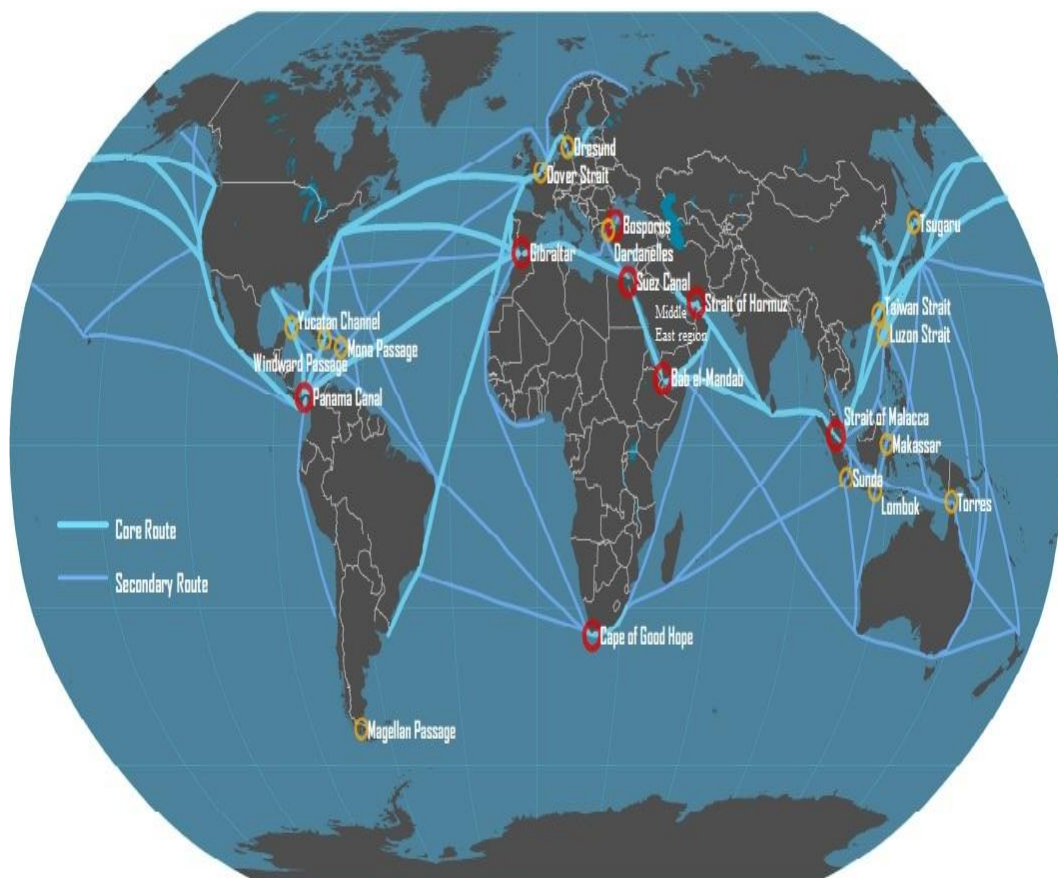 Oresund
Dover Strait
Bosporus
Dardanelles
Tsugaru
Gibraltar
Suez Canal
Strait of Hormuz
Middle
East region
Taiwan Strait
Luzon Strait
Yucatan Channel
Windward Passage
Mona Passage
Bab el-Mandab
Panama Canal
Strait of Malacca
Makassar
Sunda
Lombok
Torres
Core Route
Secondary Route
Cape of Good Hope
Magellan Passage